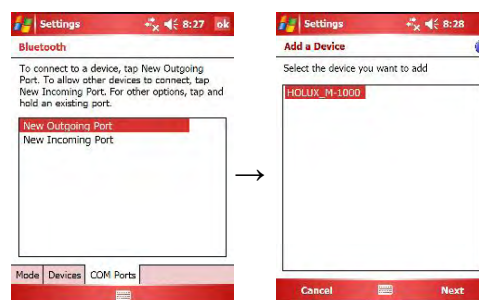 Settings 8:27 ok
Bluetooth
To connect to a device, tap New Outgoing
Port. To allow other devices to connect, tap
New Incoming Port. For other options, tap and
hold an existing port.
New Outgoing Port
New Incoming Port
Mode Devices COM Ports
→
Settings 8:28
Add a Device
Select the device you want to add
HOLUX_M-1000
Cancel Next